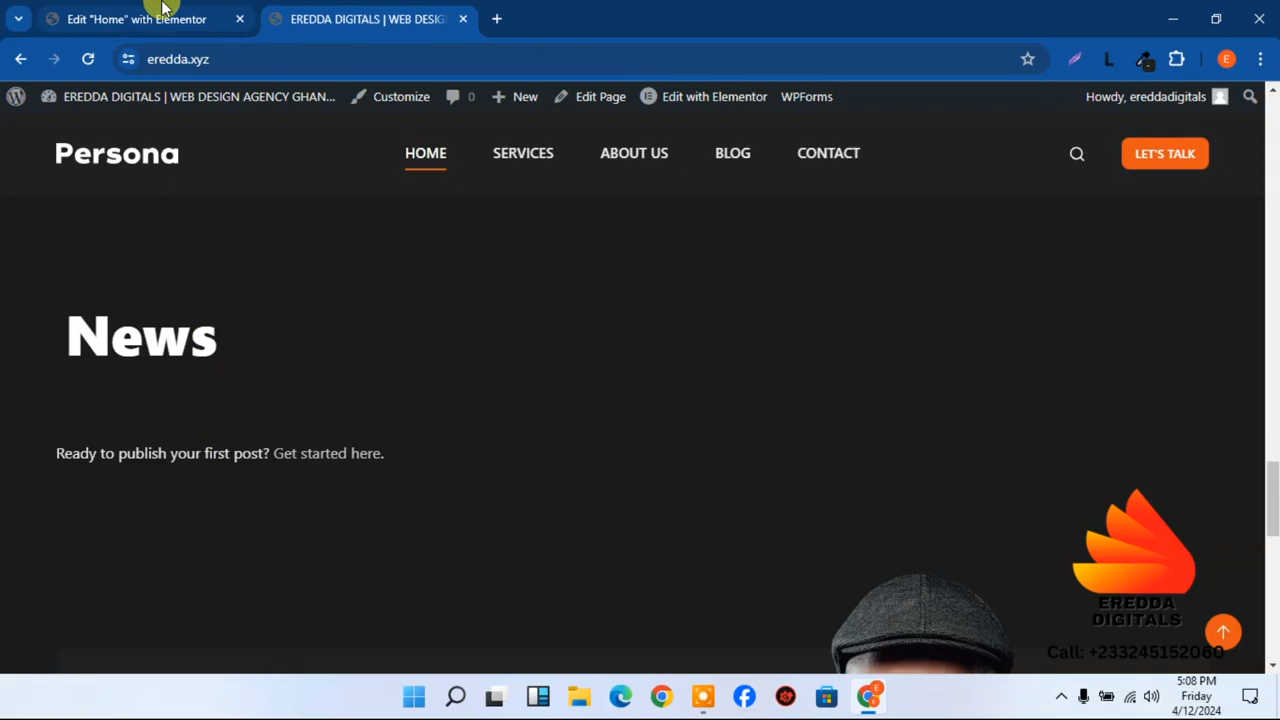 Edit "Home" with Elementor
EREDDA DIGITALS | WEB DESIG
eredda.xyz
L
E
EREDDA DIGITALS | WEB DESIGN AGENCY GHAN...
Customize
0
New
Edit Page
Edit with Elementor
WPForms
Howdy, ereddadigitals
Persona
HOME
SERVICES
ABOUT US
BLOG
CONTACT
LET'S TALK
News
Ready to publish your first post? Get started here.
EREDDA
DIGITALS
Call: +233245152060
E
5:08 PM
Friday
4/12/2024